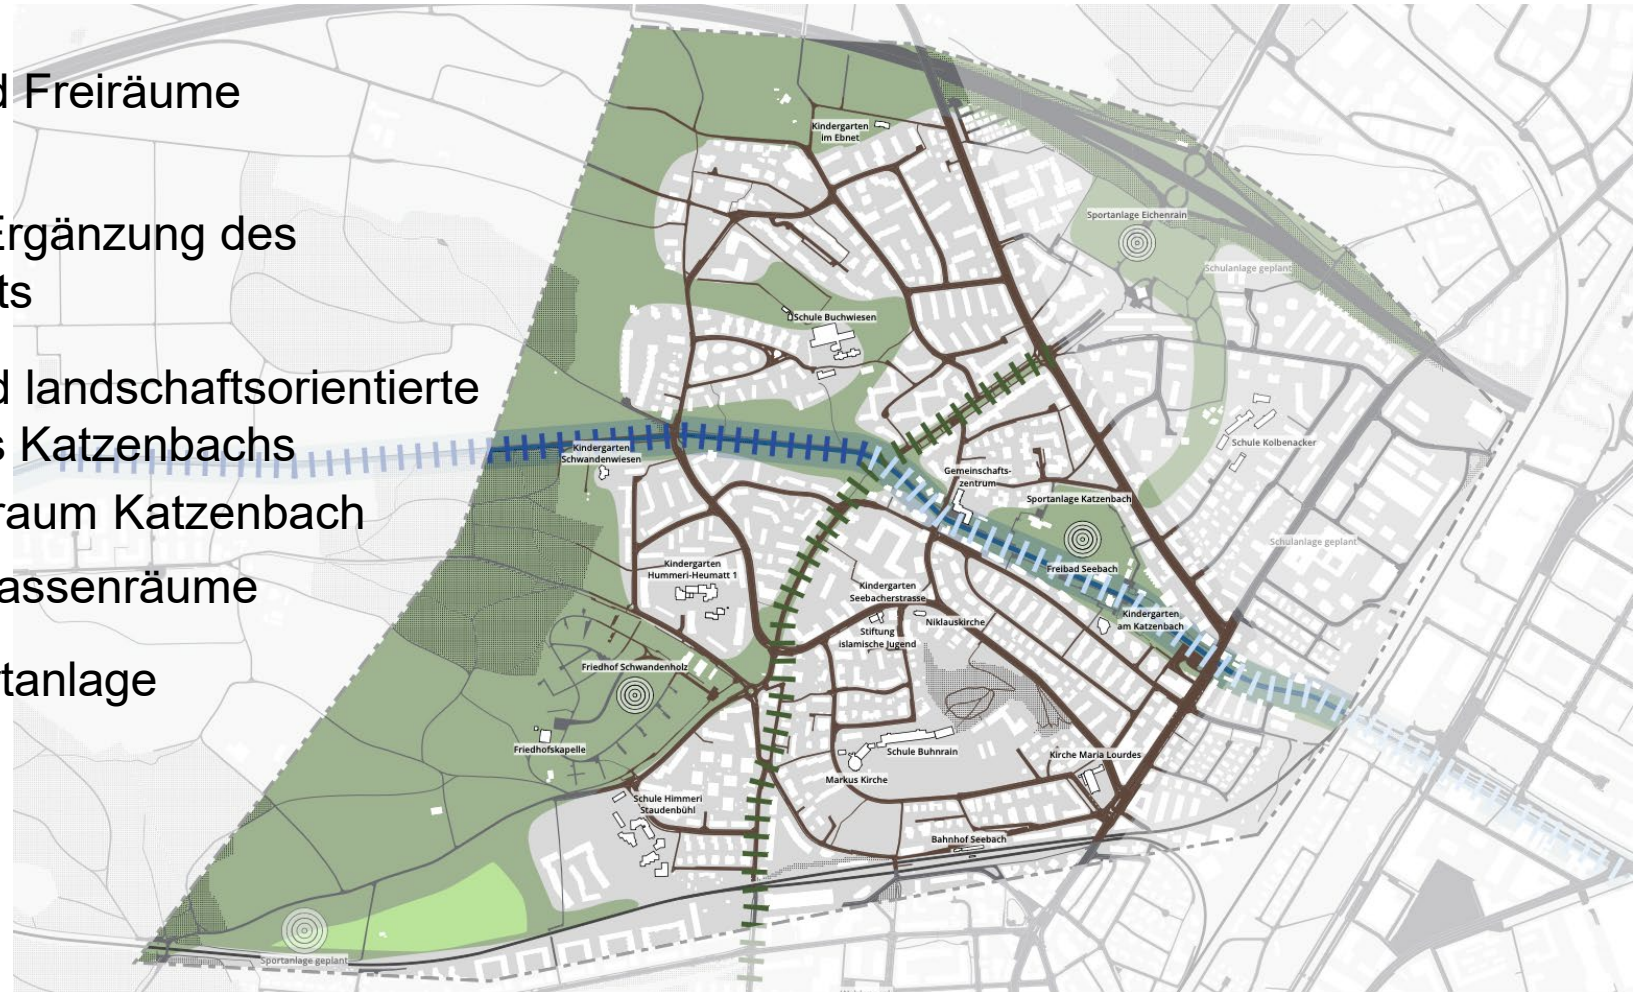 d Freiräume
Ergänzung des
ts
d landschaftsorientierte
s Katzenbachs
raum Katzenbach
assenräume
tanlage
Kindergarten
im Ebnet
Sportanlage Eichenrain
Schulanlage geplant
Schule Buchwiesen
Schule Kolbenacker
Kindergarten
Schwandenwiesen
Gemeinschafts-
zentrum
Sportanlage Katzenbach
Schulanlage geplant
Kindergarten
Hummeri-Heumatt 1
Freibad Seebach
Kindergarten
Seebacherstrasse
Niklauskirche
Kindergarten
am Katzenbach
Stiftung
islamische Jugend
Friedhof Schwandenholz
Friedhofskapelle
Schule Buhnrain
Kirche Maria Lourdes
Markus Kirche
Schule Himmeri
Staudenbühl
Bahnhof Seebach
Sportanlage geplant